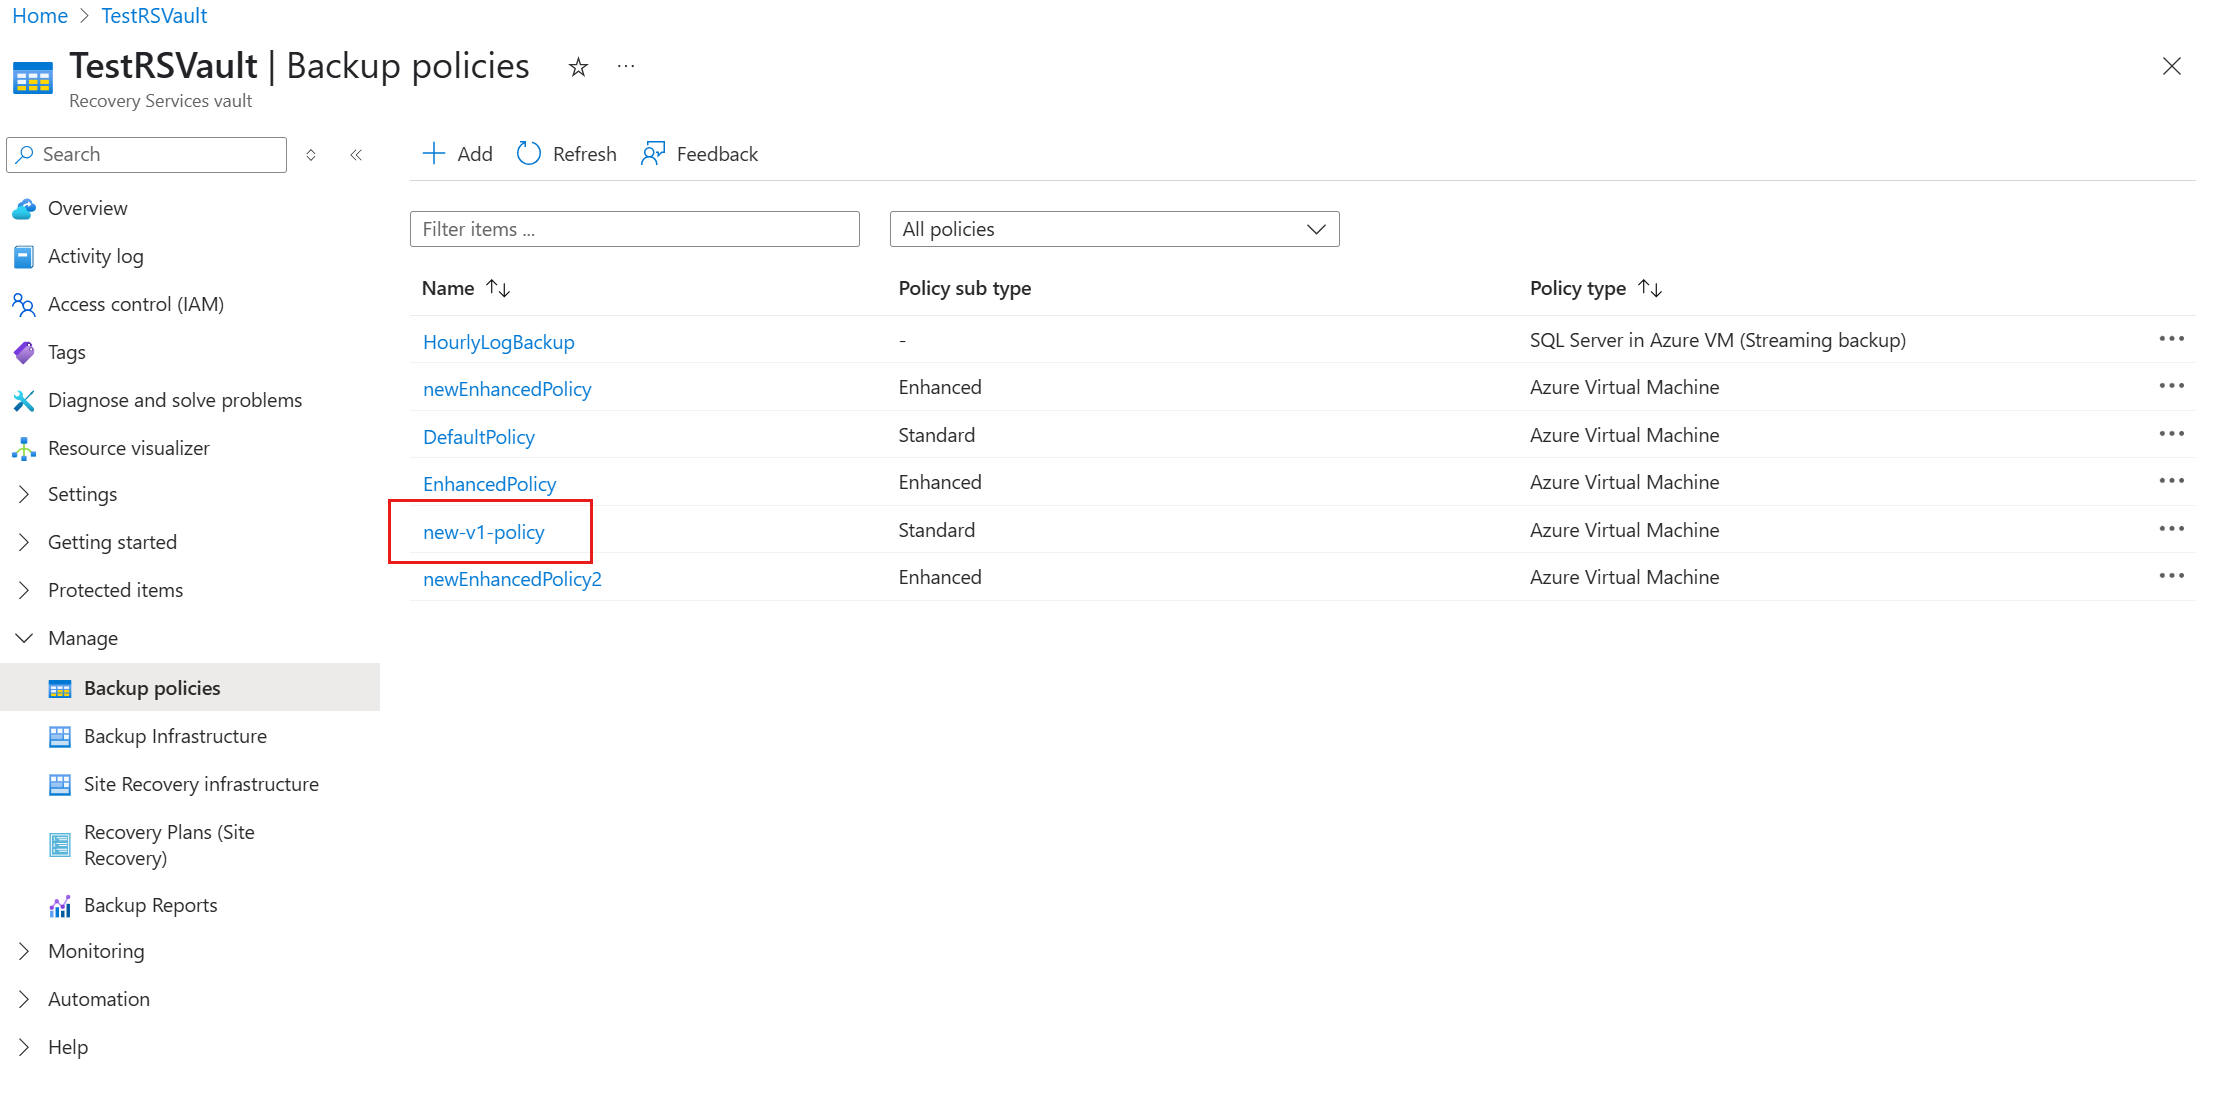 Home > TestRSVault
TestRSVault | Backup policies
Recovery Services vault
Search
Overview
Activity log
Access control (IAM)
Tags
Diagnose and solve problems
Resource visualizer
Settings
Getting started
Protected items
Manage
Backup policies
Backup Infrastructure
Site Recovery infrastructure
Recovery Plans (Site
Recovery)
Backup Reports
Monitoring
Automation
Help
Add Refresh Feedback
Filter items ... All policies
Name Policy sub type Policy type
HourlyLogBackup - SQL Server in Azure VM (Streaming backup)
newEnhancedPolicy Enhanced Azure Virtual Machine
DefaultPolicy Standard Azure Virtual Machine
EnhancedPolicy Enhanced Azure Virtual Machine
new-v1-policy Standard Azure Virtual Machine
newEnhancedPolicy2 Enhanced Azure Virtual Machine